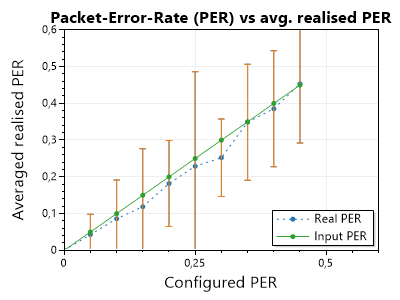 Packet-Error-Rate (PER) vs avg. realised PER
Averaged realised PER
0,6
0,5
0,4
0,3
0,2
0,1
0
0
0,25
0,5
Configured PER
Real PER
Input PER